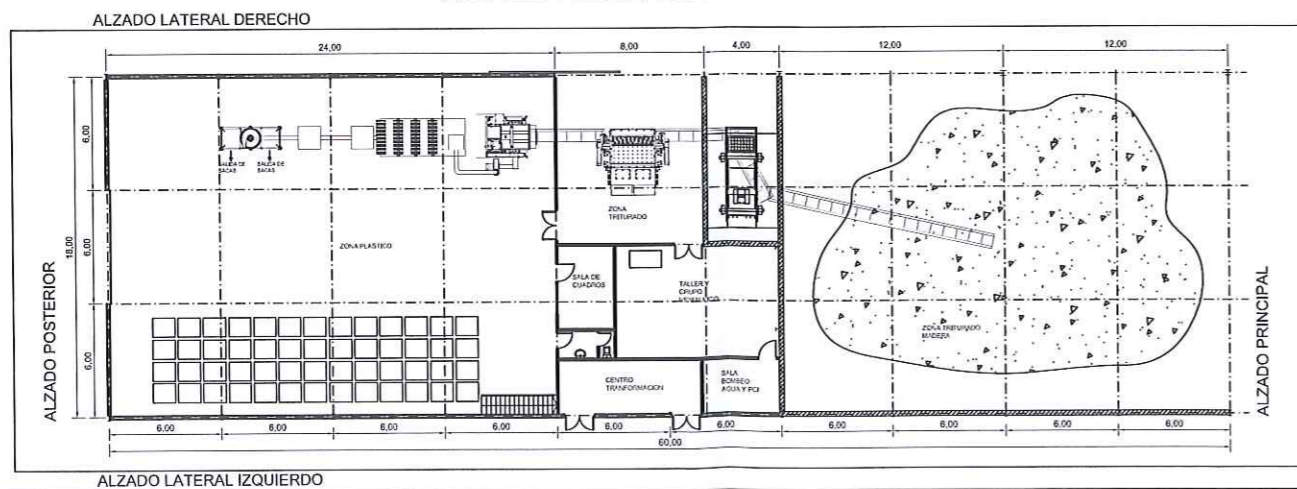 ALZADO LATERAL DERECHO
24,00
8,00
4,00
12,00
12,00
6,00
6,00
6,00
18,00
ALZADO POSTERIOR
SALIDA DE
SACAS
SALIDA DE
SACAS
ZONA PLASTICO
ZONA
TRITURADO
SALA DE
CUADROS
TALLER Y
GRUPO
CENTRO
TRANFORMACION
SALA
BOMBEO
AGUA Y PCI
ZONA TRITURADO
MADERA
ALZADO PRINCIPAL
6,00
6,00
6,00
6,00
6,00
6,00
6,00
6,00
6,00
6,00
60,00
ALZADO LATERAL IZQUIERDO